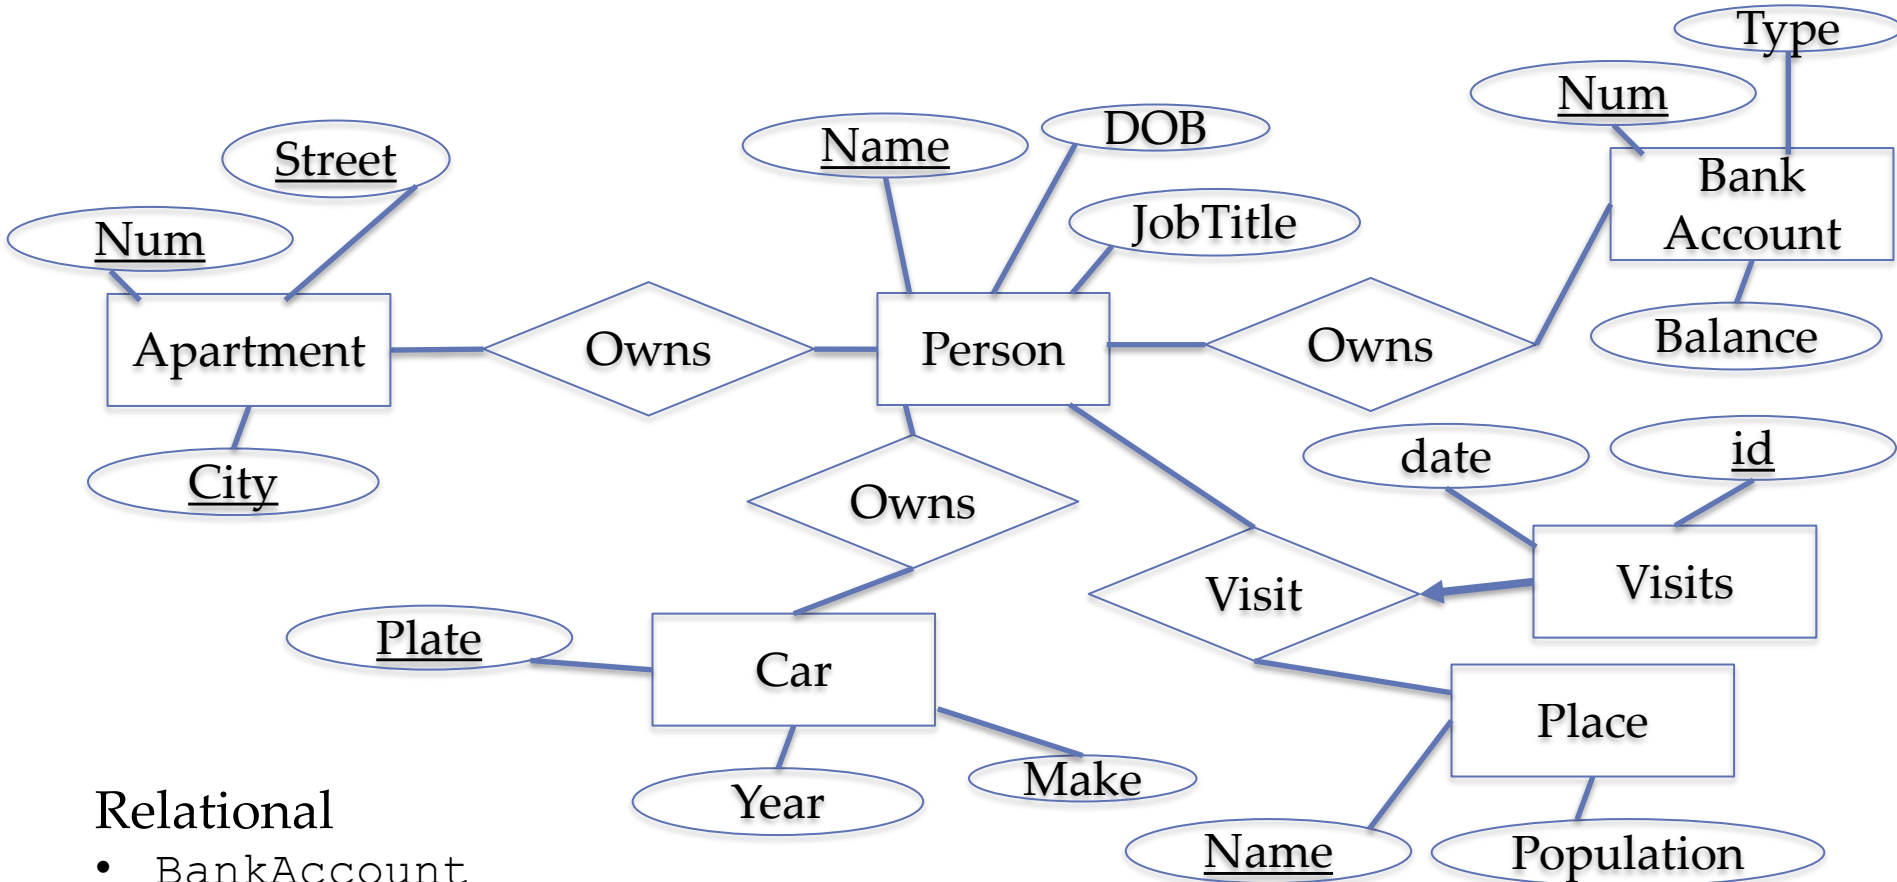 Type
Num
Bank
Account
Balance
Street
Num
Apartment
City
Owns
Name
DOB
JobTitle
Person
Owns
Owns
date
id
Visit
Visits
Plate
Car
Year
Make
Place
Name
Population
Relational
• BankAccount